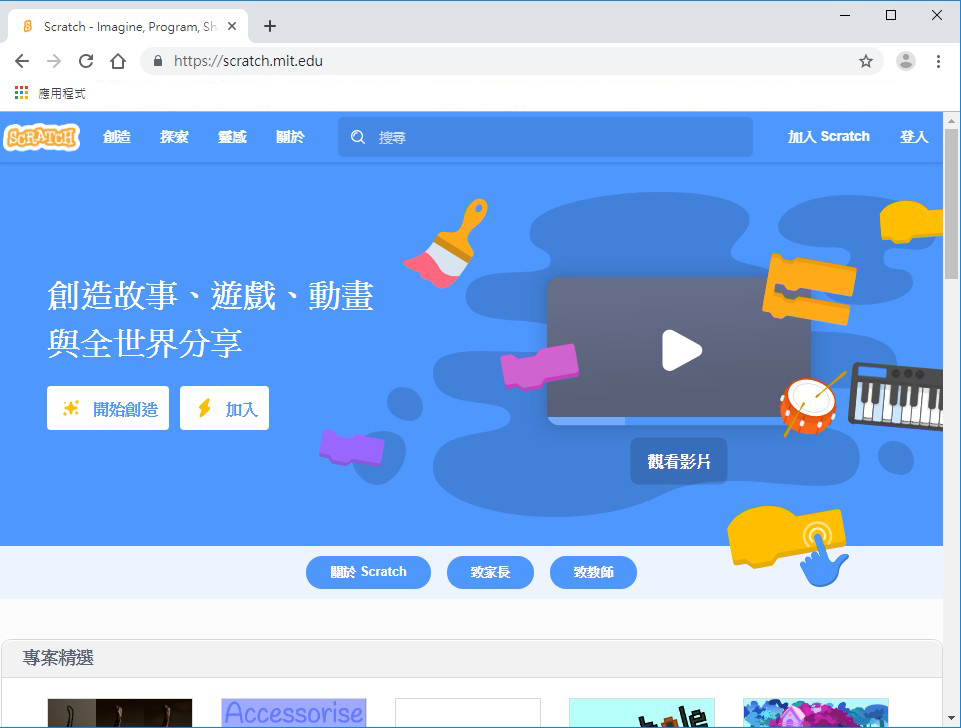 Scratch - Imagine, Program, Sh
https://scratch.mit.edu
應用程式
SCRATCH 創造 探索 靈感 關於 搜尋 加入 Scratch 登入
創造故事、遊戲、動畫
與全世界分享
開始創造 加入
觀看影片
關於 Scratch 致家長 致教師
專案精選
Accessorise